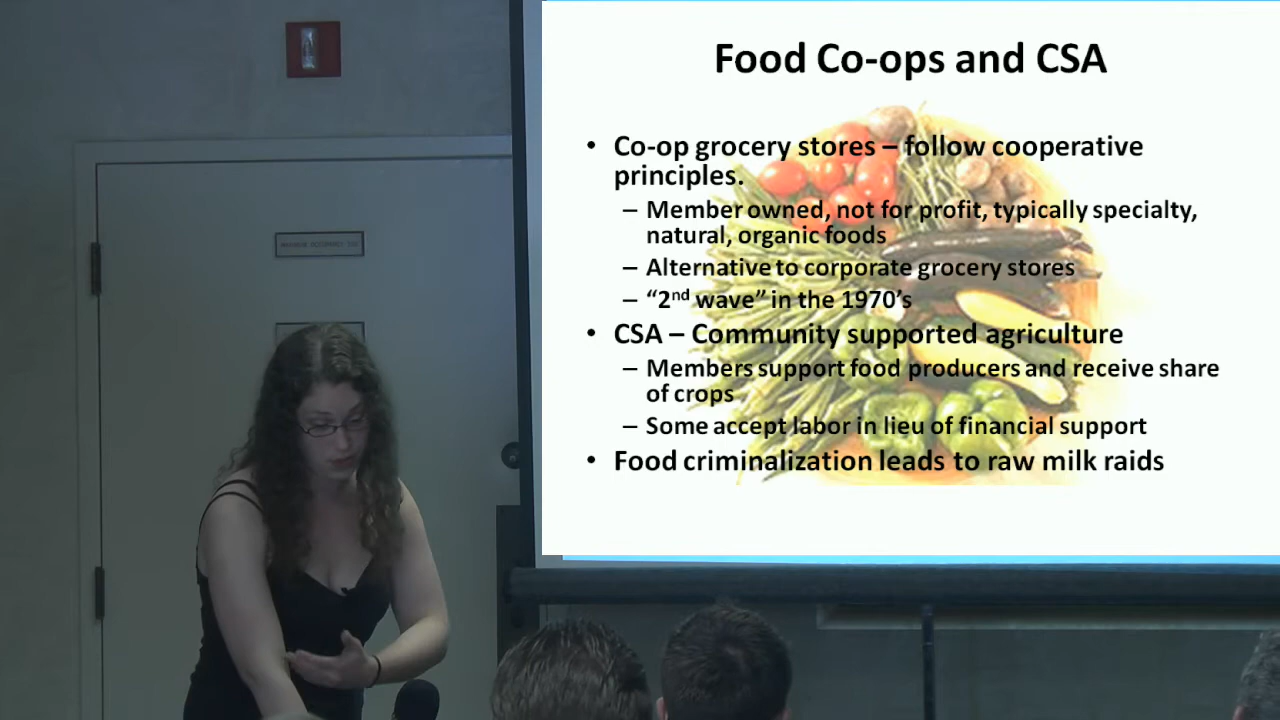 Food Co-ops and CSA
• Co-op grocery stores – follow cooperative
principles.
– Member owned, not for profit, typically specialty,
natural, organic foods
– Alternative to corporate grocery stores
– “2nd wave” in the 1970’s
• CSA – Community supported agriculture
– Members support food producers and receive share
of crops
– Some accept labor in lieu of financial support
• Food criminalization leads to raw milk raids